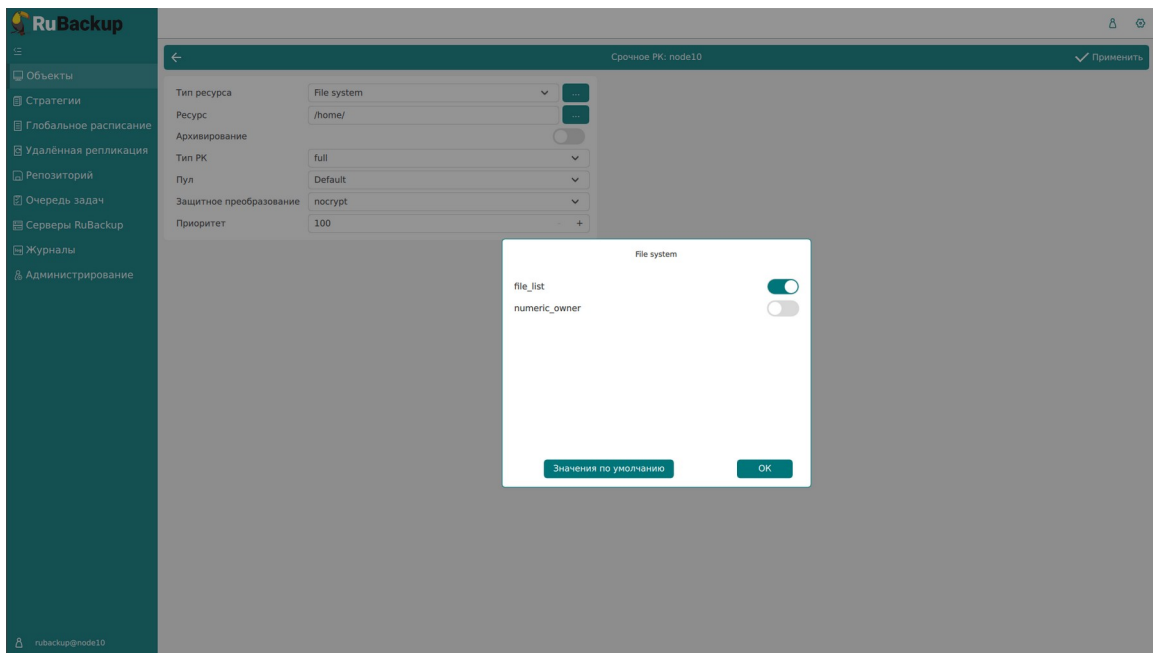 RuBackup
Срочное РК: node10
Применить
Объекты
Стратегии
Глобальное расписание
Удалённая репликация
Репозиторий
Очередь задач
Серверы RuBackup
Журналы
Администрирование
Тип ресурса File system ...
Ресурс /home/ ...
Архивирование
Тип РК full
Пул Default
Защитное преобразование nocrypt
Приоритет 100 +
File system
file_list
numeric_owner
Значения по умолчанию OK
rubackup@node10